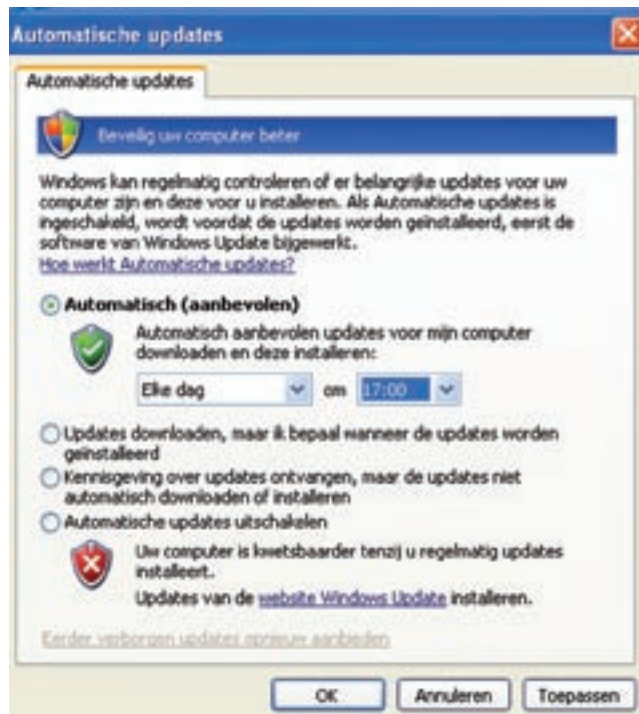 Automatische updates
Automatische updates
Beveilig uw computer beter
Windows kan regelmatig controleren of er belangrijke updates voor uw
computer zijn en deze voor u installeren. Als Automatische updates is
ingeschakeld, wordt voordat de updates worden geïnstalleerd, eerst de
software van Windows Update bijgewerkt.
Hoe werkt Automatische updates?
Automatisch (aanbevolen)
Automatisch aanbevolen updates voor mijn computer
downloaden en deze installeren:
Elke dag om 17:00
Updates downloaden, maar ik bepaal wanneer de updates worden
geïnstalleerd
Kennisgeving over updates ontvangen, maar de updates niet
automatisch downloaden of installeren
Automatische updates uitschakelen
Uw computer is kwetsbaarder tenzij u regelmatig updates
installeert.
Updates van de website Windows Update installeren.
Eerder verborgen updates opnieuw aanbieden
OK Annuleren Toepassen